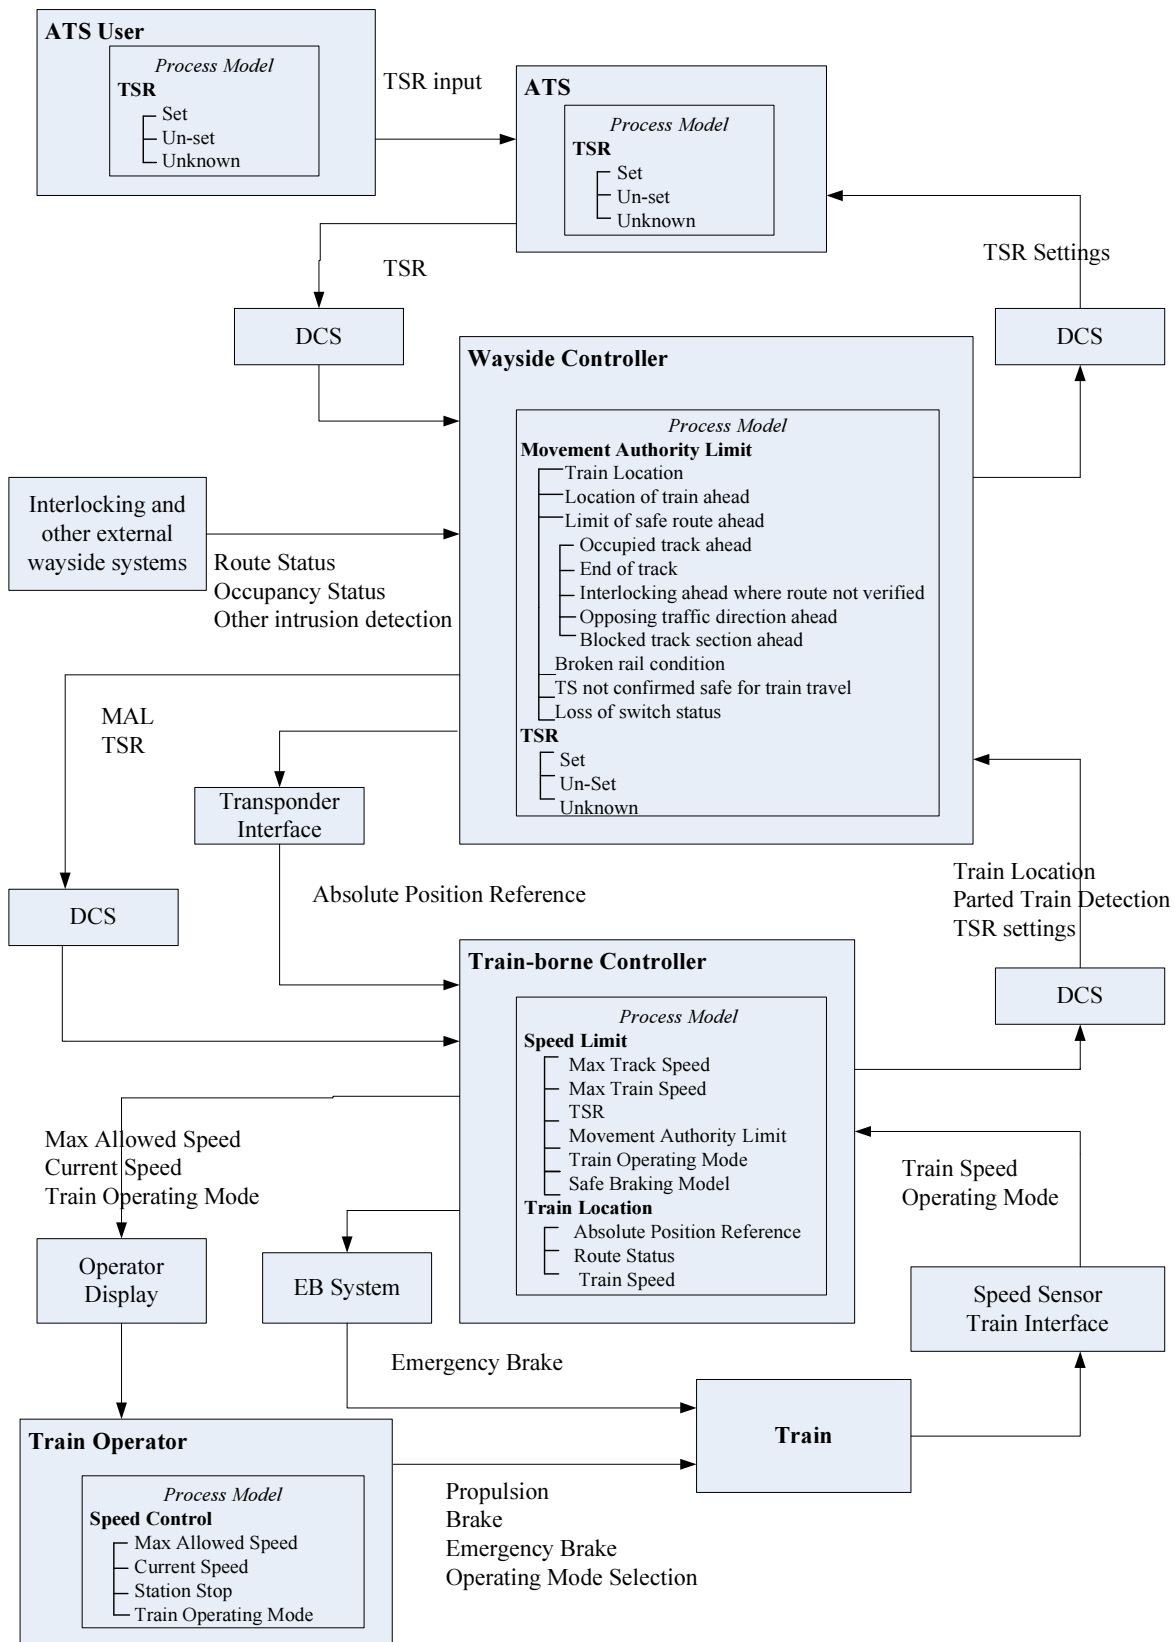 ATS User
Process Model
TSR
Set
Un-set
Unknown
TSR input
ATS
Process Model
TSR
Set
Un-set
Unknown
TSR
TSR Settings
DCS
DCS
Wayside Controller
Process Model
Movement Authority Limit
Train Location
Location of train ahead
Limit of safe route ahead
Occupied track ahead
End of track
Interlocking ahead where route not verified
Opposing traffic direction ahead
Blocked track section ahead
Broken rail condition
TS not confirmed safe for train travel
Loss of switch status
TSR
Set
Un-Set
Unknown
Interlocking and
other external
wayside systems
Route Status
Occupancy Status
Other intrusion detection
MAL
TSR
Transponder
Interface
DCS
Absolute Position Reference
Train Location
Parted Train Detection
TSR settings
DCS
Train-borne Controller
Process Model
Speed Limit
Max Track Speed
Max Train Speed
TSR
Movement Authority Limit
Train Operating Mode
Safe Braking Model
Train Location
Absolute Position Reference
Route Status
Train Speed
Max Allowed Speed
Current Speed
Train Operating Mode
Train Speed
Operating Mode
Operator
Display
EB System
Speed Sensor
Train Interface
Emergency Brake
Train
Train Operator
Process Model
Speed Control
Max Allowed Speed
Current Speed
Station Stop
Train Operating Mode
Propulsion
Brake
Emergency Brake
Operating Mode Selection